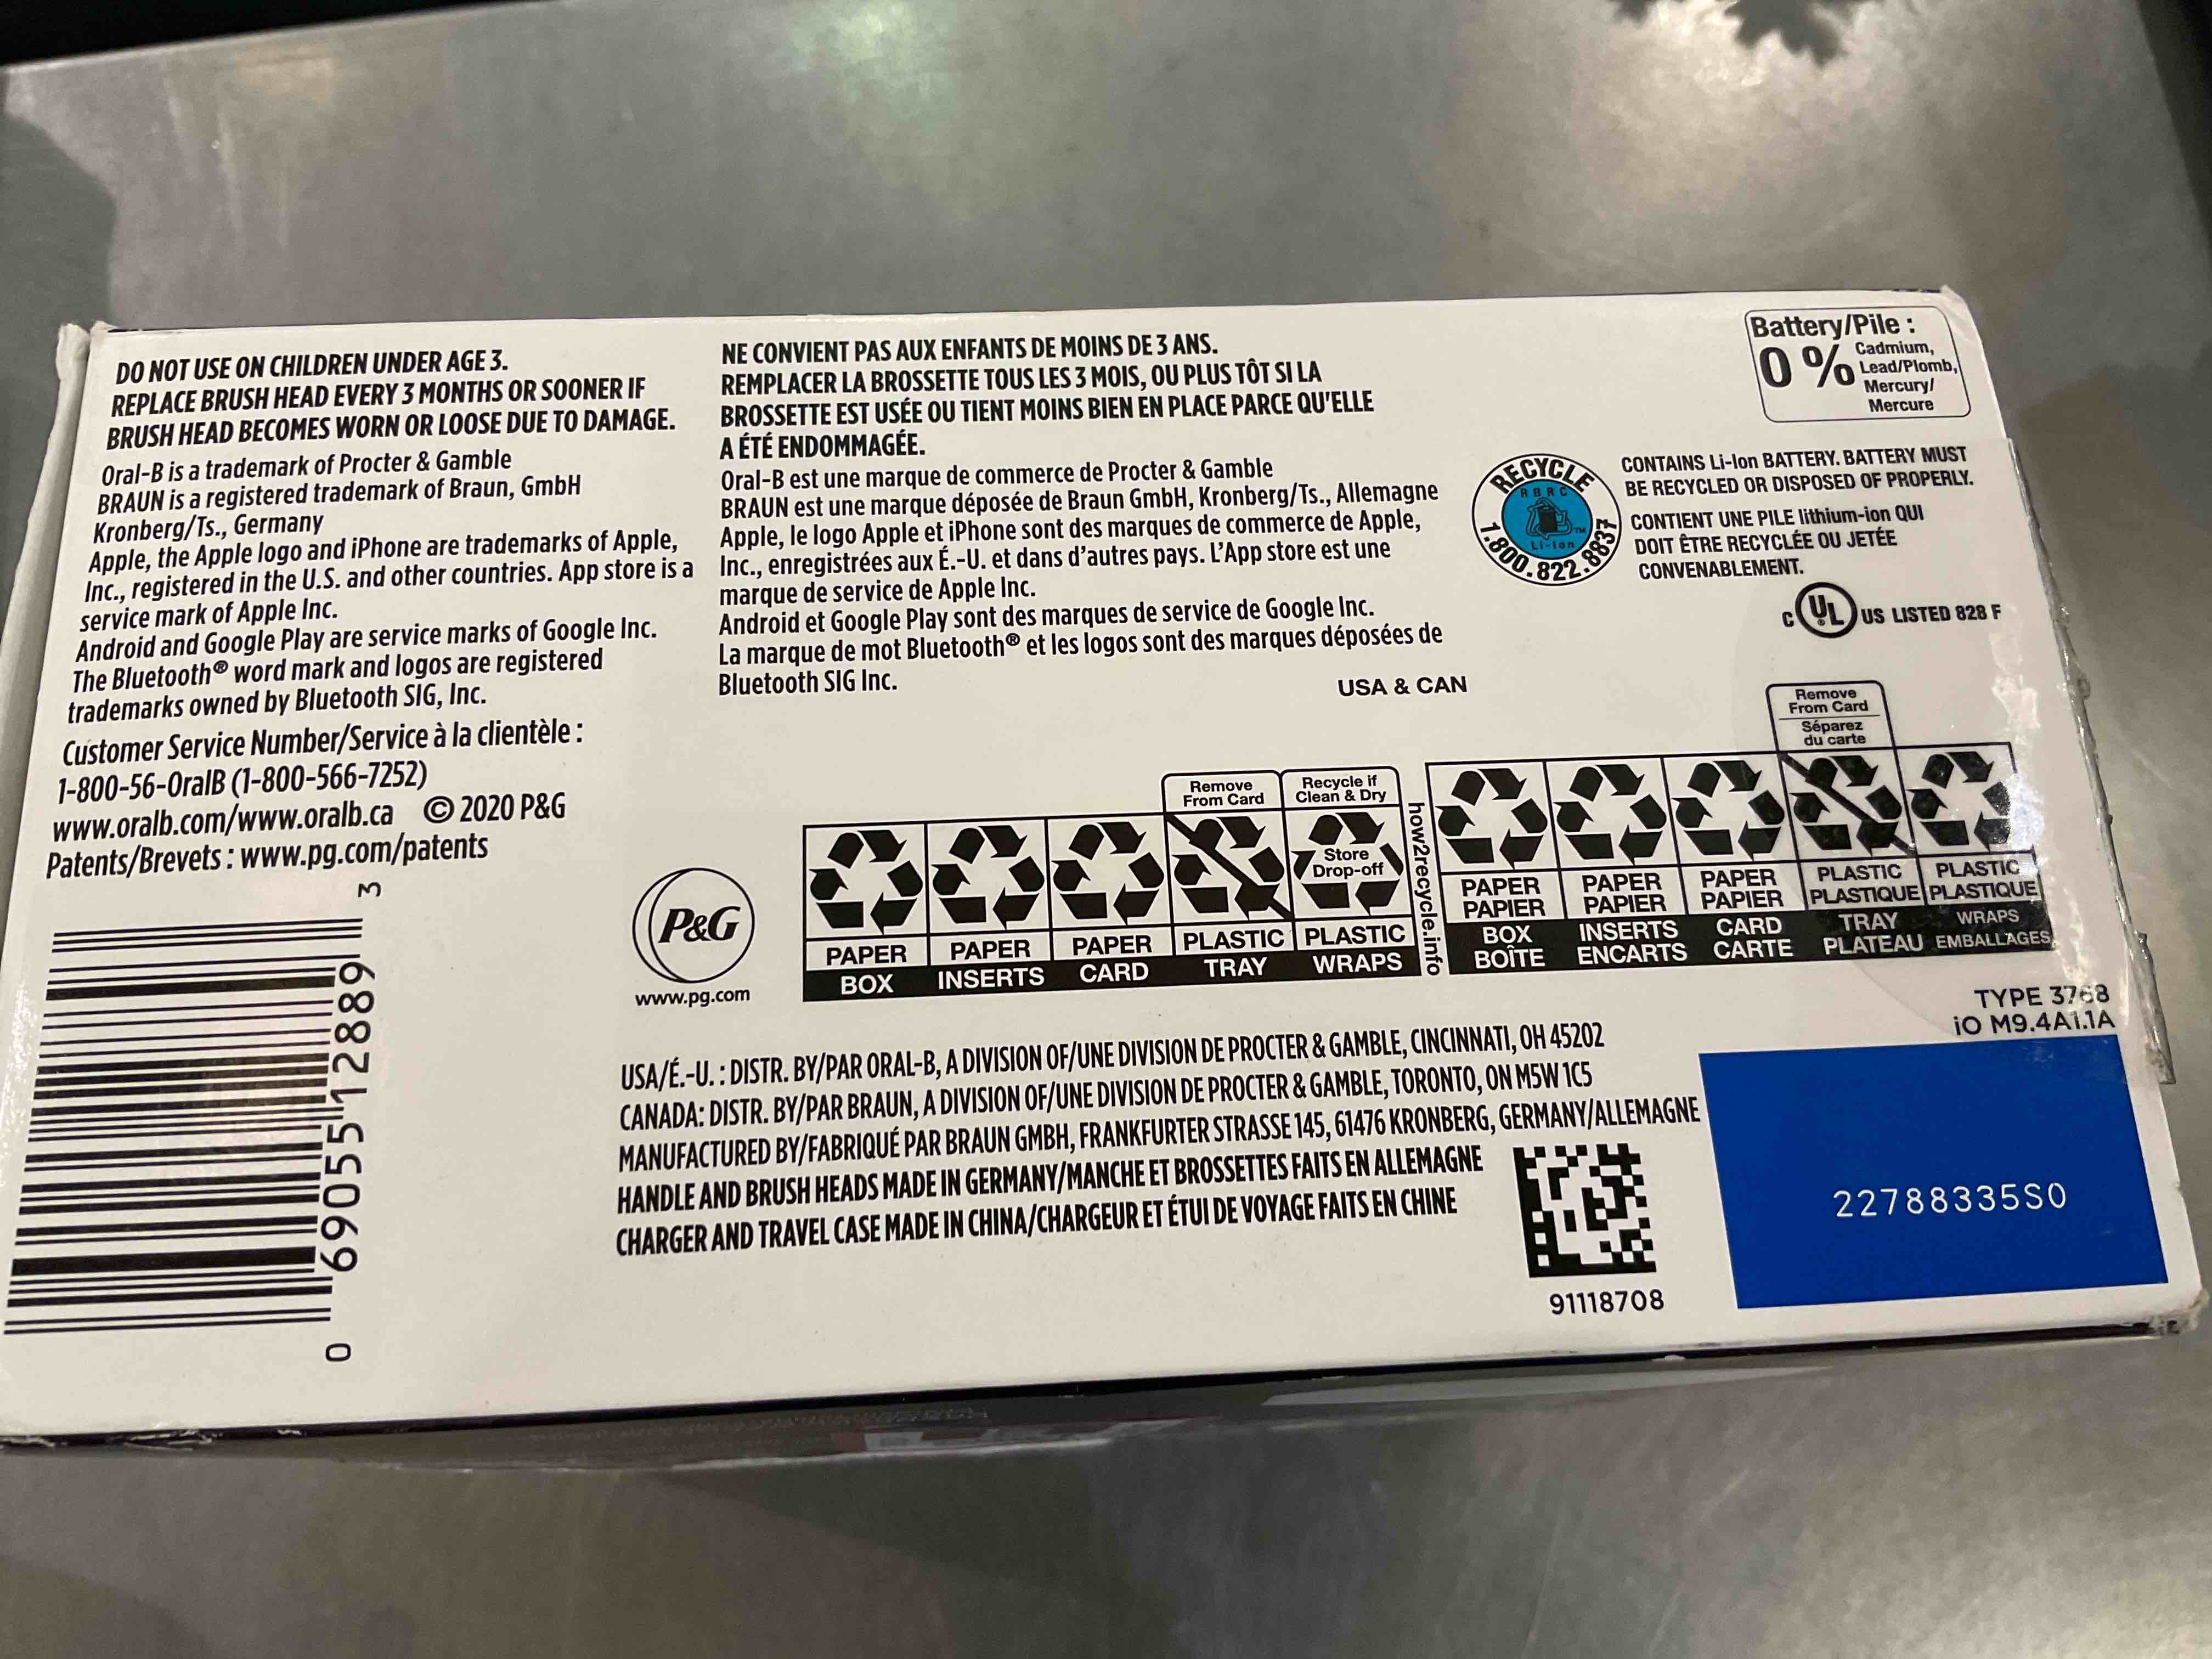 DO NOT USE ON CHILDREN UNDER AGE 3.
REPLACE BRUSH HEAD EVERY 3 MONTHS OR SOONER IF
BRUSH HEAD BECOMES WORN OR LOOSE DUE TO DAMAGE.
Oral-B is a trademark of Procter & Gamble
BRAUN is a registered trademark of Braun, GmbH
Kronberg/Ts., Germany
Apple, the Apple logo and iPhone are trademarks of Apple,
Inc., registered in the U.S. and other countries. App store is a
service mark of Apple Inc.
Android and Google Play are service marks of Google Inc.
The Bluetooth® word mark and logos are registered
trademarks owned by Bluetooth SIG, Inc.
Customer Service Number/Service à la clientèle :
1-800-56-OralB (1-800-566-7252)
www.oralb.com/www.oralb.ca © 2020 P&G
Patents/Brevets : www.pg.com/patents
0 69055 12889 3
NE CONVIENT PAS AUX ENFANTS DE MOINS DE 3 ANS.
REMPLACER LA BROSSETTE TOUS LES 3 MOIS, OU PLUS TÔT SI LA
BROSSETTE EST USÉE OU TIENT MOINS BIEN EN PLACE PARCE QU'ELLE
A ÉTÉ ENDOMMAGÉE.
Oral-B est une marque de commerce de Procter & Gamble
BRAUN est une marque déposée de Braun GmbH, Kronberg/Ts., Allemagne
Apple, le logo Apple et iPhone sont des marques de commerce de Apple,
Inc., enregistrées aux É.-U. et dans d’autres pays. L’App store est une
marque de service de Apple Inc.
Android et Google Play sont des marques de service de Google Inc.
La marque de mot Bluetooth® et les logos sont des marques déposées de
Bluetooth SIG Inc.
USA & CAN
Battery/Pile :
0 %
Cadmium,
Lead/Plomb,
Mercury/
Mercure
RECYCLE
RBRC
Li-Ion
1.800.822.8837
CONTAINS Li-Ion BATTERY. BATTERY MUST
BE RECYCLED OR DISPOSED OF PROPERLY.
CONTIENT UNE PILE lithium-ion QUI
DOIT ÊTRE RECYCLÉE OU JETÉE
CONVENABLEMENT.
C UL® US LISTED 828 F
P&G
www.pg.com
Remove
From Card
Recycle if
Clean & Dry
Store
Drop-off
PAPER PAPER PAPER PLASTIC PLASTIC
BOX INSERTS CARD TRAY WRAPS
how2recycle.info
Remove
From Card
Séparez
du carte
PAPER PAPER PAPER PLASTIC PLASTIC
PAPIER PAPIER PAPIER PLASTIQUE PLASTIQUE
BOX INSERTS CARD TRAY WRAPS
BOÎTE ENCARTS CARTE PLATEAU EMBALLAGES
TYPE 3768
iO M9.4A1.1A
USA/É.-U. : DISTR. BY/PAR ORAL-B, A DIVISION OF/UNE DIVISION DE PROCTER & GAMBLE, CINCINNATI, OH 45202
CANADA: DISTR. BY/PAR BRAUN, A DIVISION OF/UNE DIVISION DE PROCTER & GAMBLE, TORONTO, ON M5W 1C5
MANUFACTURED BY/FABRIQUÉ PAR BRAUN GMBH, FRANKFURTER STRASSE 145, 61476 KRONBERG, GERMANY/ALLEMAGNE
HANDLE AND BRUSH HEADS MADE IN GERMANY/MANCHE ET BROSSETTES FAITS EN ALLEMAGNE
CHARGER AND TRAVEL CASE MADE IN CHINA/CHARGEUR ET ÉTUI DE VOYAGE FAITS EN CHINE
91118708
22788335S0